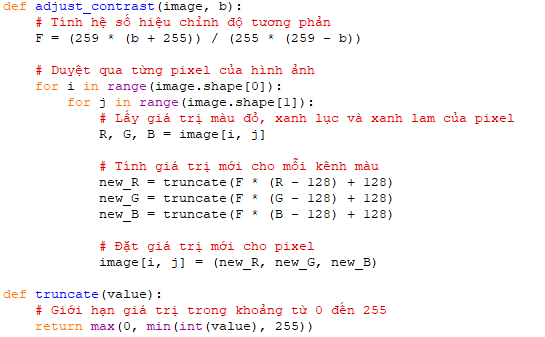 def adjust_contrast(image, b):
    # Tính hệ số hiệu chỉnh độ tương phản
    F = (259 * (b + 255)) / (255 * (259 - b))

    # Duyệt qua từng pixel của hình ảnh
    for i in range(image.shape[0]):
        for j in range(image.shape[1]):
            # Lấy giá trị màu đỏ, xanh lục và xanh lam của pixel
            R, G, B = image[i, j]

            # Tính giá trị mới cho mỗi kênh màu
            new_R = truncate(F * (R - 128) + 128)
            new_G = truncate(F * (G - 128) + 128)
            new_B = truncate(F * (B - 128) + 128)

            # Đặt giá trị mới cho pixel
            image[i, j] = (new_R, new_G, new_B)

def truncate(value):
    # Giới hạn giá trị trong khoảng từ 0 đến 255
    return max(0, min(int(value), 255))